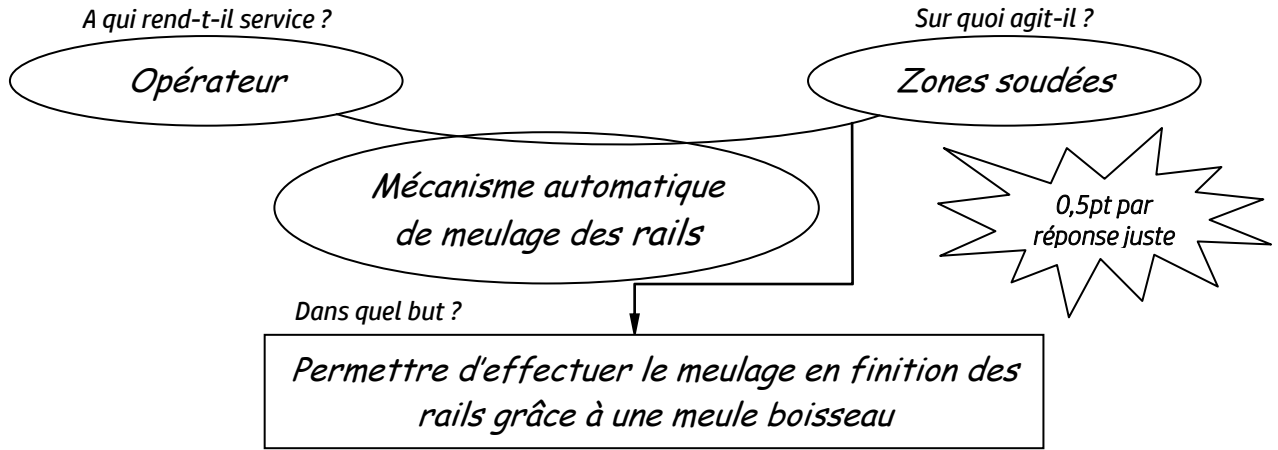 A qui rend-t-il service ?
Sur quoi agit-il ?
Opérateur
Zones soudées
Mécanisme automatique
de meulage des rails
0,5pt par
réponse juste
Dans quel but ?
Permettre d'effectuer le meulage en finition des
rails grâce à une meule boisseau